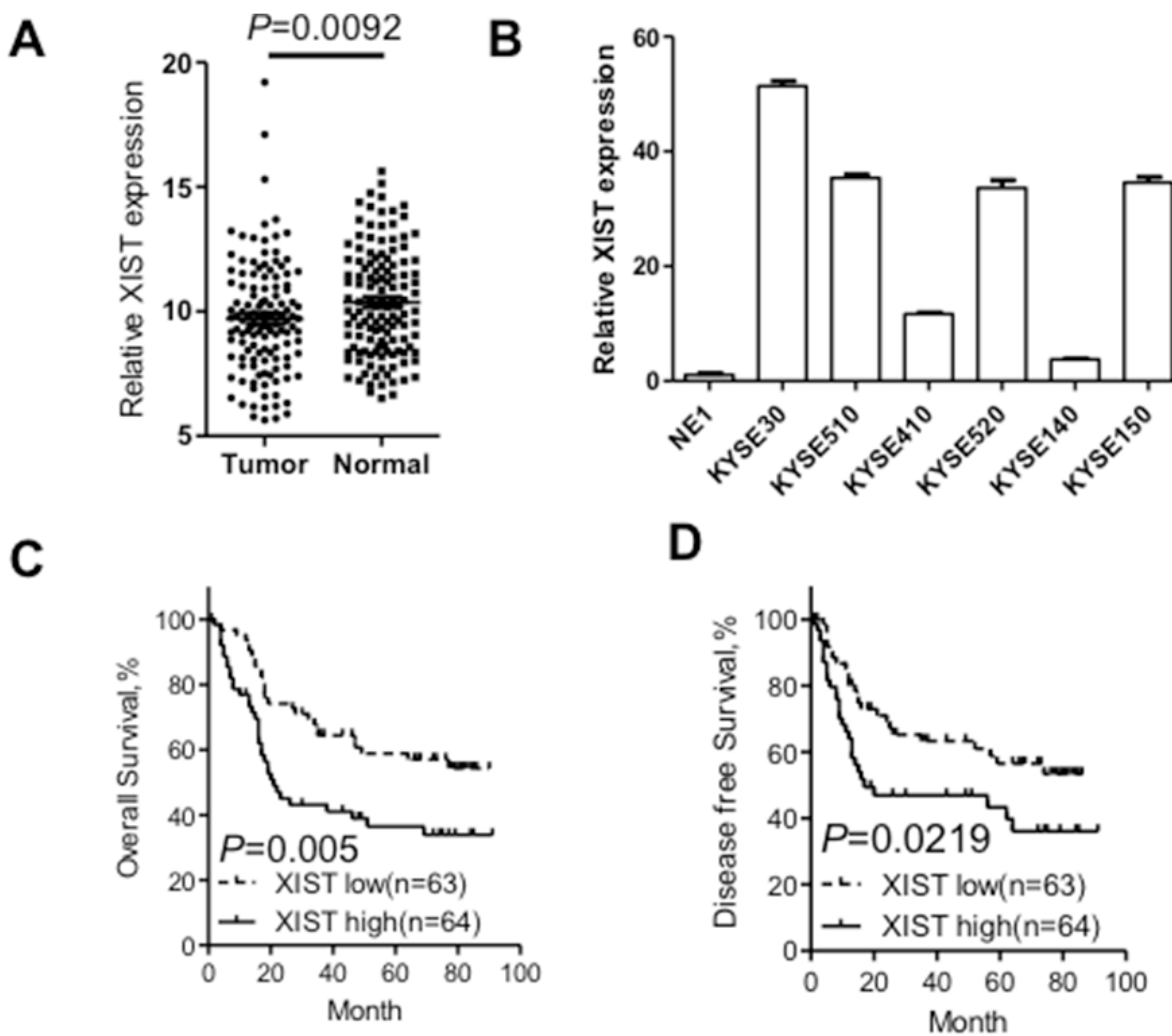 A
P=0.0092
Relative XIST expression
20
15
10
5
Tumor Normal
B
Relative XIST expression
60
40
20
0
NE1
KYSE30
KYSE510
KYSE410
KYSE520
KYSE140
KYSE150
C
Overall Survival,%
100
80
60
40
20
0
P=0.005
XIST low(n=63)
XIST high(n=64)
0 20 40 60 80 100
Month
D
Disease free Survival,%
100
80
60
40
20
0
P=0.0219
XIST low(n=63)
XIST high(n=64)
0 20 40 60 80 100
Month